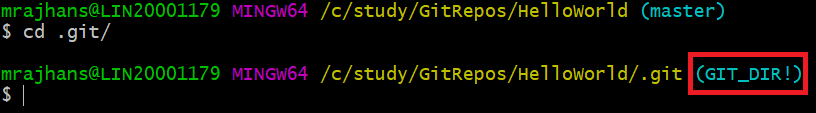 mrajhans@LIN20001179 MINGW64 /c/study/GitRepos/HelloWorld (master)
$ cd .git/
mrajhans@LIN20001179 MINGW64 /c/study/GitRepos/HelloWorld/.git (GIT_DIR!)
$